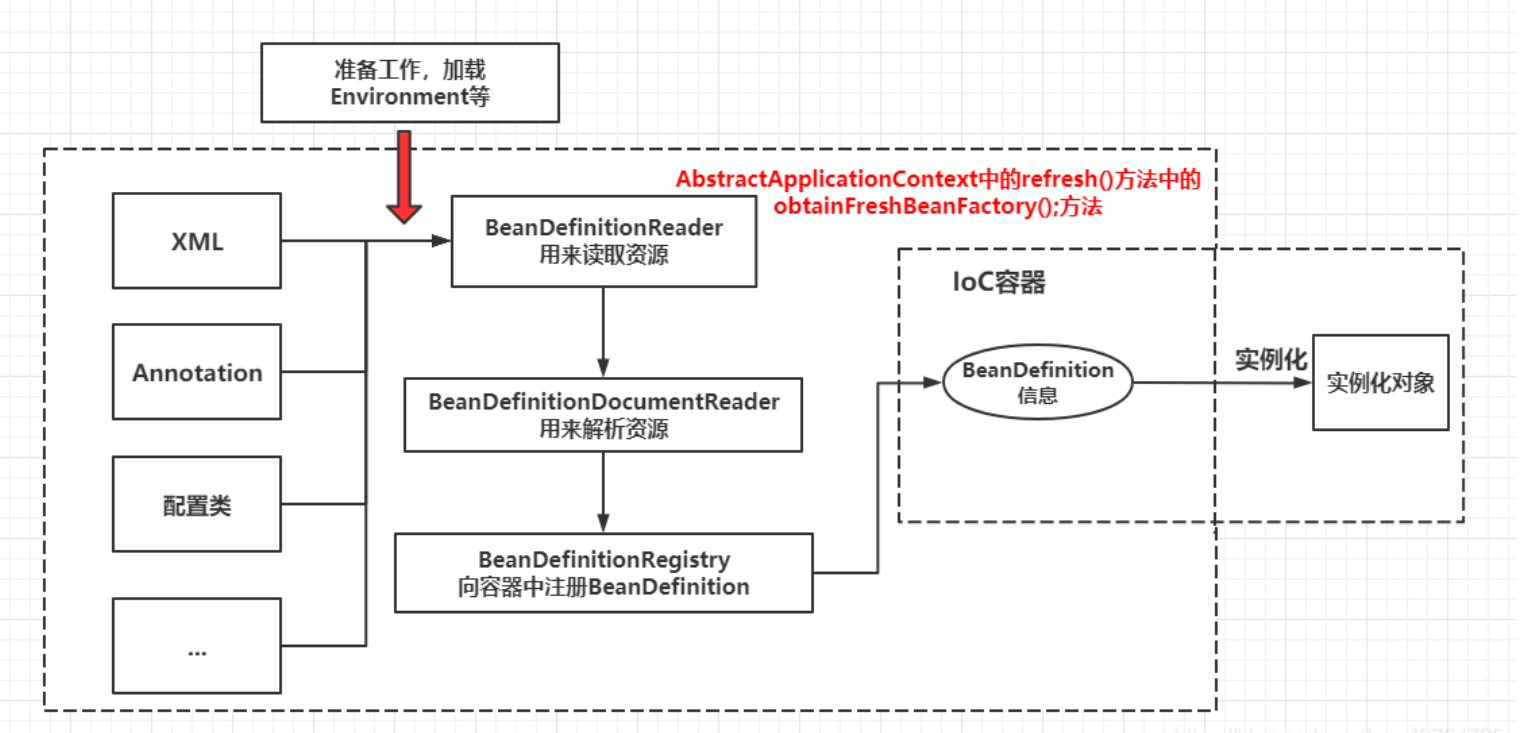 准备工作，加载
Environment等
AbstractApplicationContext中的refresh()方法中的
obtainFreshBeanFactory();方法
XML
BeanDefinitionReader
用来读取资源
IoC容器
Annotation
BeanDefinitionDocumentReader
用来解析资源
BeanDefinition
信息
实例化
实例化对象
配置类
BeanDefinitionRegistry
向容器中注册BeanDefinition
...